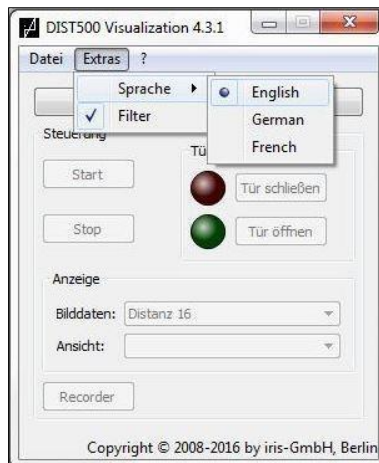 DIST500 Visualization 4.3.1
Datei Extras ?
Sprache English
Filter German
French
Steuerung
Start
Tür schließen
Stop
Tür öffnen
Anzeige
Bilddaten: Distanz 16
Ansicht:
Recorder
Copyright © 2008-2016 by iris-GmbH, Berlin